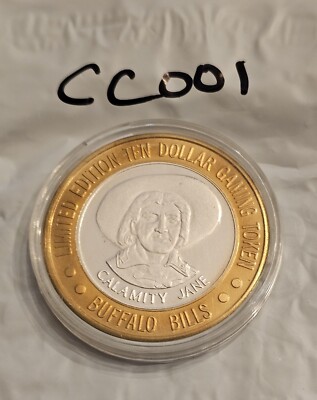 CC001
LIMITED EDITION TEN DOLLAR GAMING TOKEN
CALAMITY JANE
BUFFALO BILLS